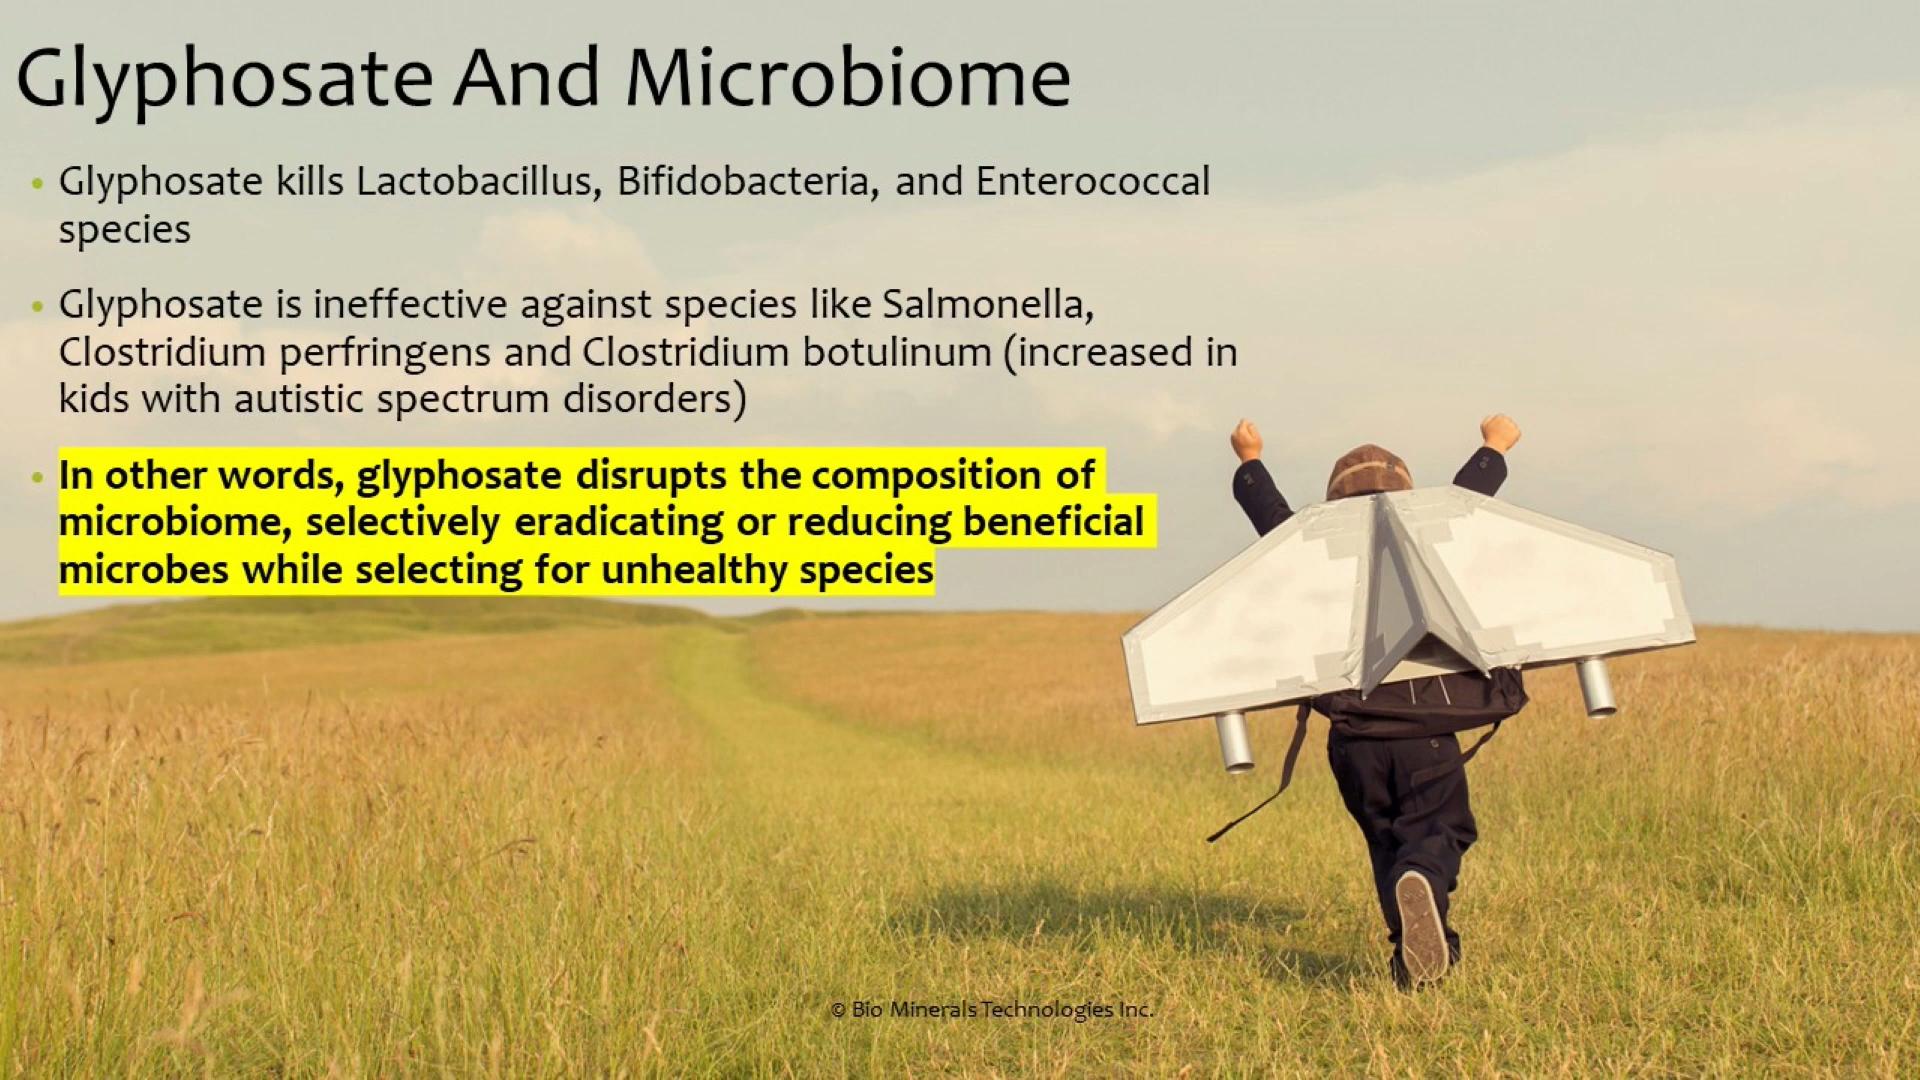 Glyphosate And Microbiome
• Glyphosate kills Lactobacillus, Bifidobacteria, and Enterococcal
species
• Glyphosate is ineffective against species like Salmonella,
Clostridium perfringens and Clostridium botulinum (increased in
kids with autistic spectrum disorders)
• In other words, glyphosate disrupts the composition of
microbiome, selectively eradicating or reducing beneficial
microbes while selecting for unhealthy species
© Bio Minerals Technologies Inc.